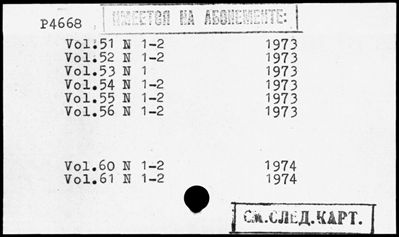 P4668 ИМЕЕТСЯ НА АБОНЕМЕНТЕ:
Vol.51 N 1-2 1973
Vol.52 N 1-2 1973
Vol.53 N 1 1973
Vol.54 N 1-2 1973
Vol.55 N 1-2 1973
Vol.56 N 1-2 1973
Vol.60 N 1-2 1974
Vol.61 N 1-2 1974
СМ.СЛЕД.КАРТ.